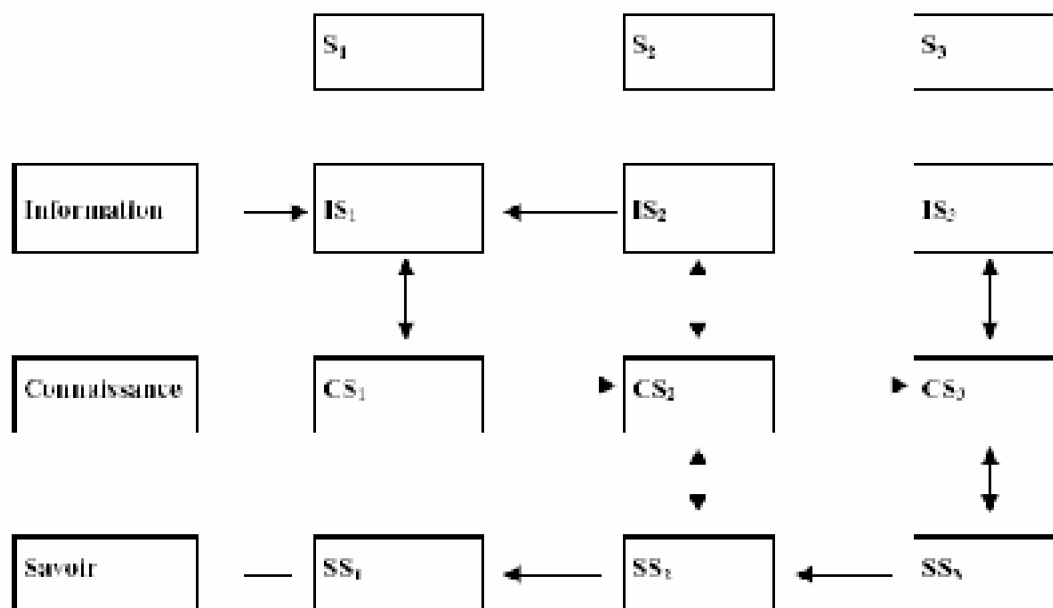 S₁ S₂ S₃
Information IS₁ IS₂ IS₃
Connaissance CS₁ CS₂ CS₃
Savoir SS₁ SS₂ SS₃